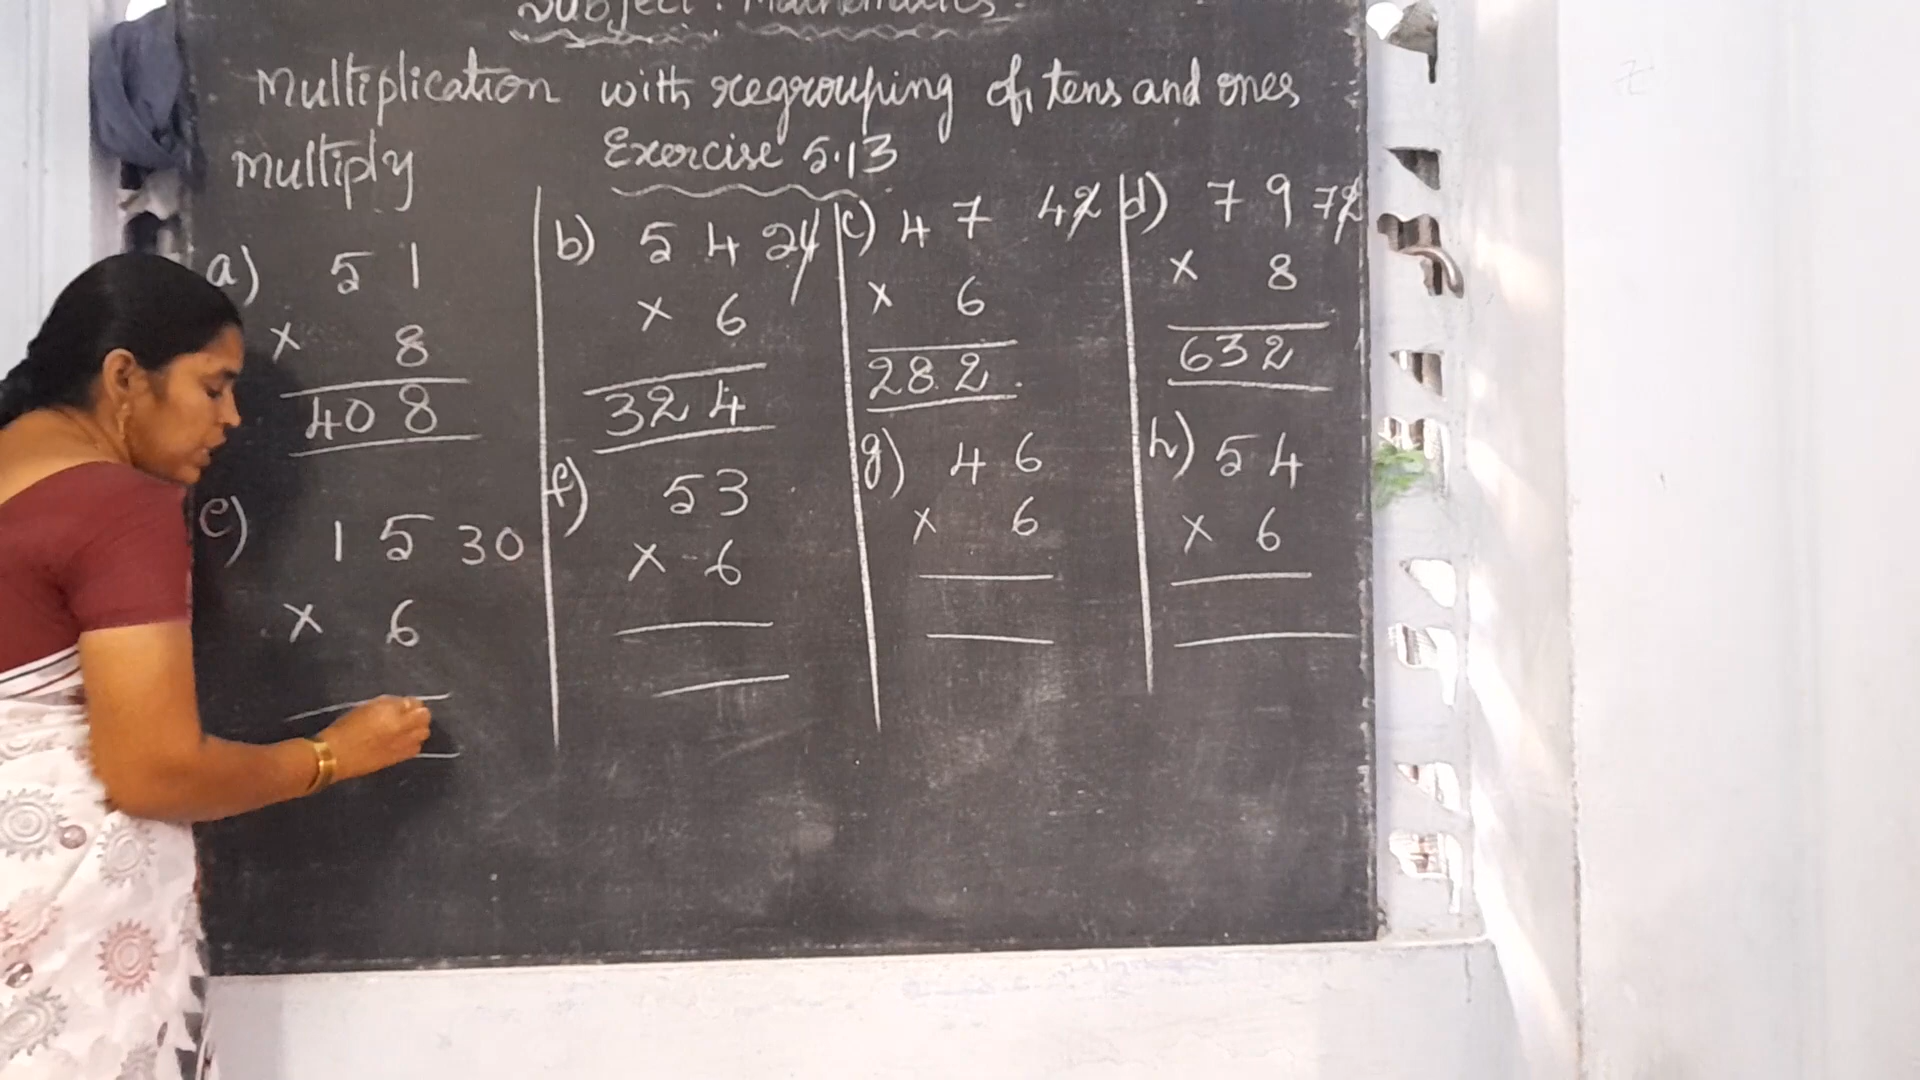 Subject : Mathematics
Multiplication with regrouping of tens and ones
Multiply Exercise 5.13
a) 5 1
x 8
408
b) 5 4 24
x 6
324
c) 4 7 42
x 6
282
d) 7 9 72
x 8
632
e) 1 5 30
x 6
f) 53
x 6
g) 4 6
x 6
h) 5 4
x 6